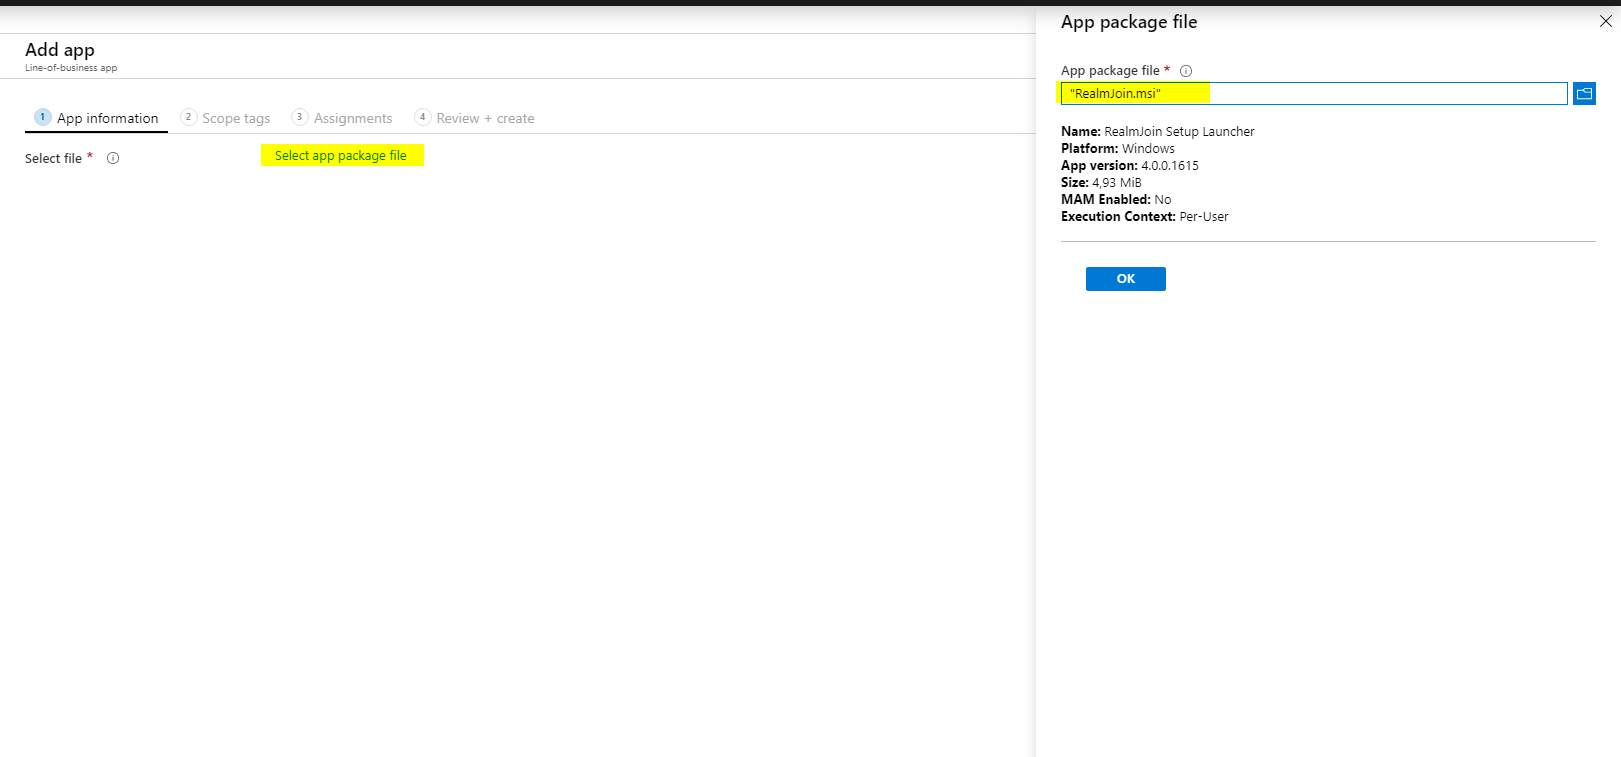 Add app
Line-of-business app
1 App information 2 Scope tags 3 Assignments 4 Review + create
Select file * Select app package file
App package file
App package file *
"RealmJoin.msi"
Name: RealmJoin Setup Launcher
Platform: Windows
App version: 4.0.0.1615
Size: 4,93 MiB
MAM Enabled: No
Execution Context: Per-User
OK